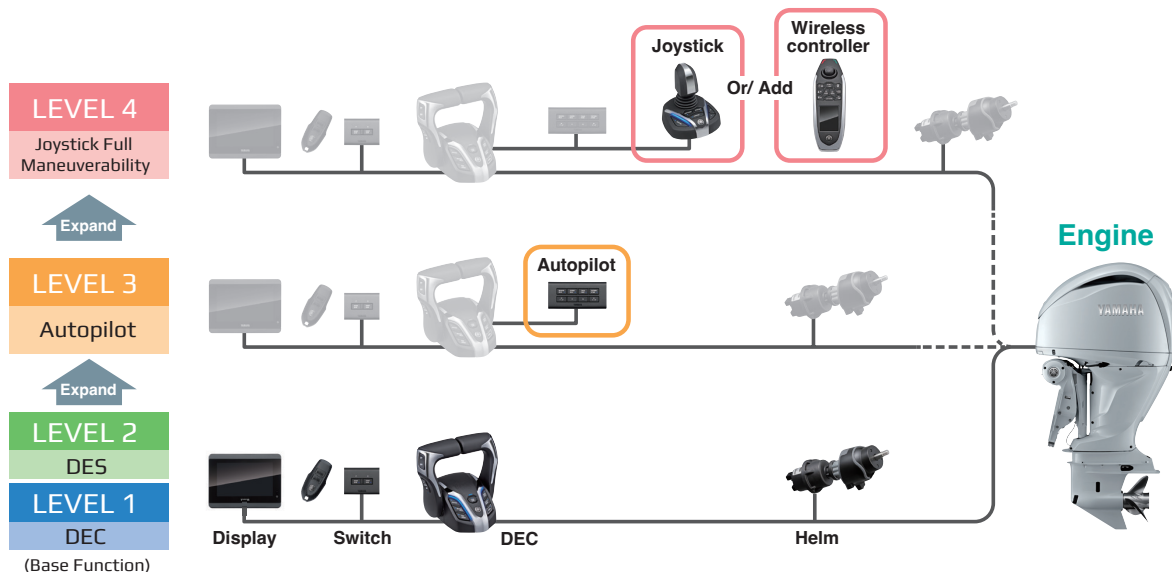 Wireless
controller
Joystick
Or/ Add
LEVEL 4
Joystick Full
Maneuverability
Expand
Engine
Autopilot
LEVEL 3
Autopilot
YAMAHA
Expand
LEVEL 2
DES
LEVEL 1
DEC
(Base Function)
Display
Switch
DEC
Helm